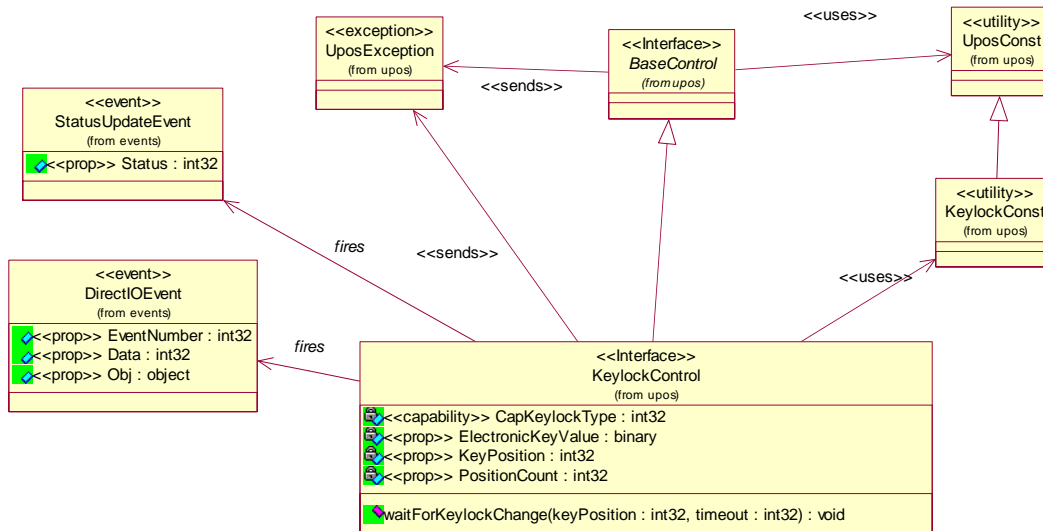 <<exception>>
UposException
(from upos)
<<Interface>>
BaseControl
(from upos)
<<uses>>
<<utility>>
UposConst
(from upos)
<<sends>>
<<event>>
StatusUpdateEvent
(from events)
<<prop>> Status : int32
<<utility>>
KeylockConst
(from upos)
fires
<<sends>>
<<uses>>
<<event>>
DirectIOEvent
(from events)
<<prop>> EventNumber : int32
<<prop>> Data : int32
<<prop>> Obj : object
fires
<<Interface>>
KeylockControl
(from upos)
<<capability>> CapKeylockType : int32
<<prop>> ElectronicKeyValue : binary
<<prop>> KeyPosition : int32
<<prop>> PositionCount : int32
waitForKeylockChange(keyPosition : int32, timeout : int32) : void